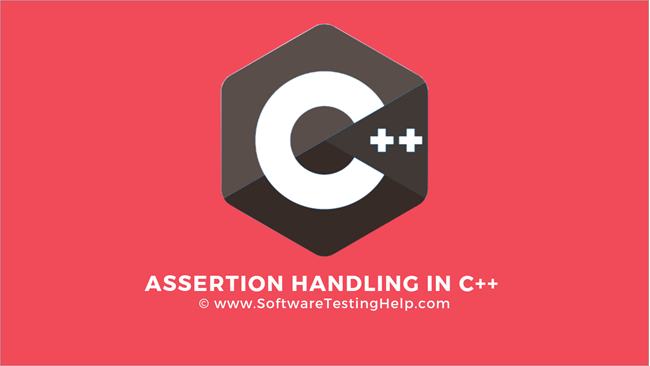 C++
ASSERTION HANDLING IN C++
© www.SoftwareTestingHelp.com